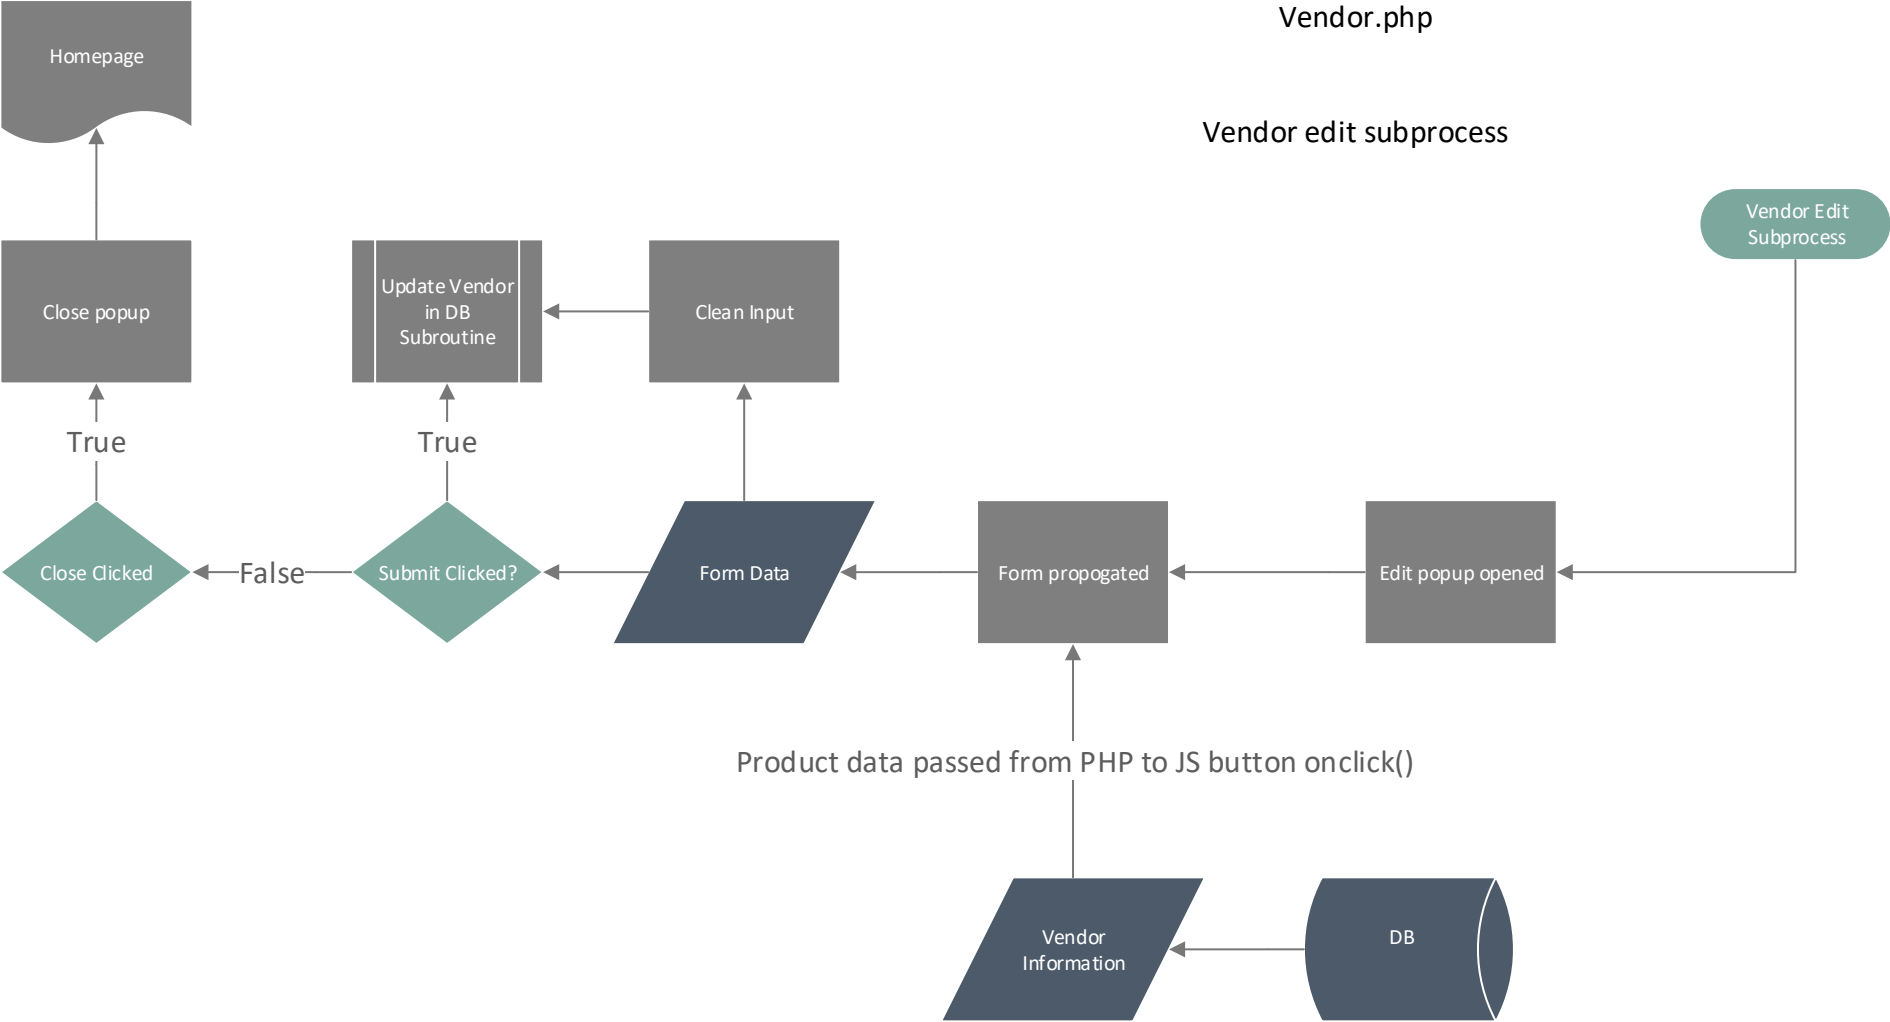 Vendor.php
Homepage
Vendor edit subprocess
Vendor Edit
Subprocess
Close popup
Update Vendor
in DB
Subroutine
Clean Input
True
True
Close Clicked
False
Submit Clicked?
Form Data
Form propogated
Edit popup opened
Product data passed from PHP to JS button onclick()
Vendor
Information
DB